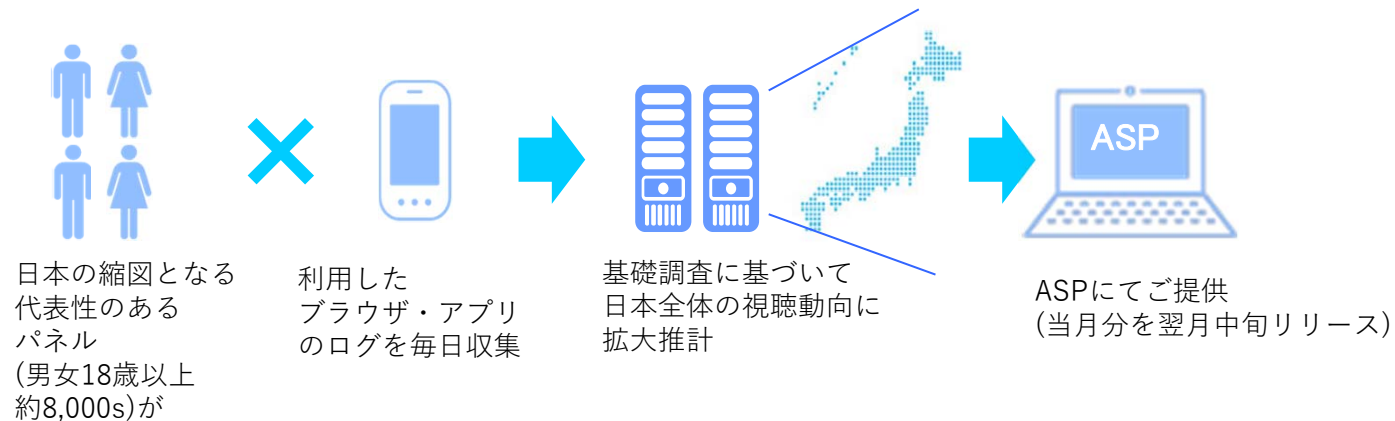 日本の縮図となる
代表性のある
パネル
(男女18歳以上
約8,000s)が
利用した
ブラウザ・アプリ
のログを毎日収集
基礎調査に基づいて
日本全体の視聴動向に
拡大推計
ASP
ASPにてご提供
(当月分を翌月中旬リリース)